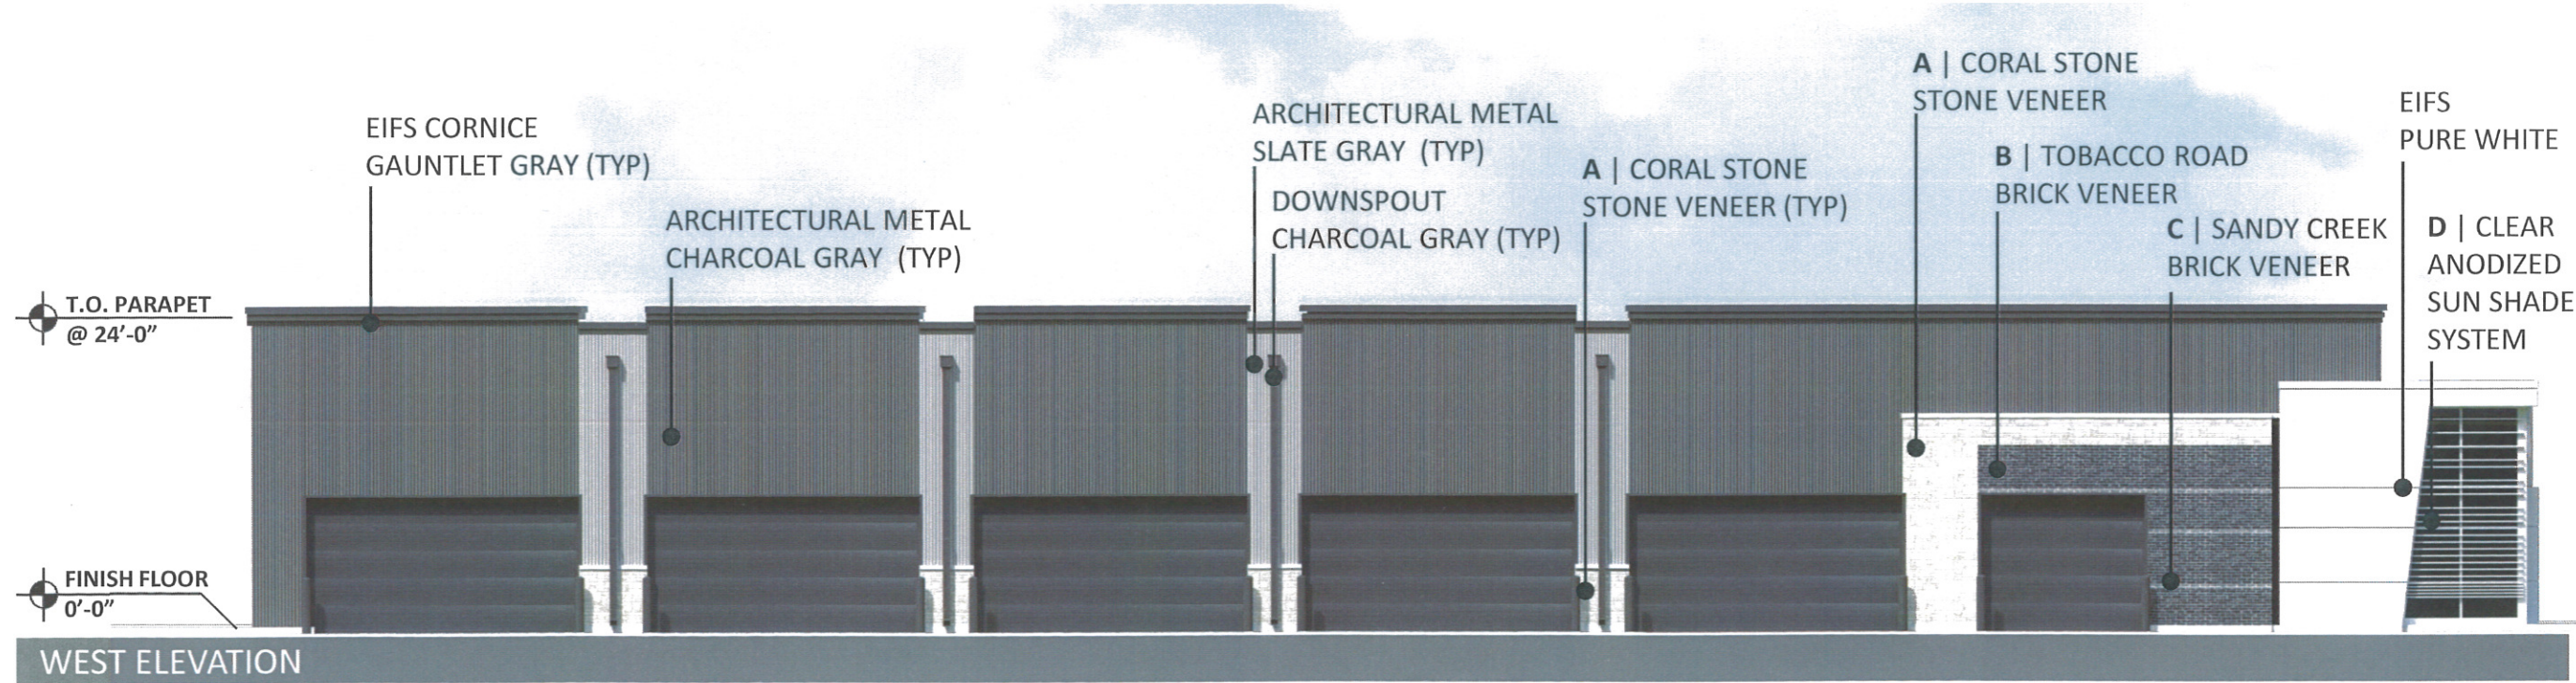 EIFS CORNICE
GAUNTLET GRAY (TYP)
ARCHITECTURAL METAL
CHARCOAL GRAY (TYP)
ARCHITECTURAL METAL
SLATE GRAY (TYP)
DOWNSPOUT
CHARCOAL GRAY (TYP)
A | CORAL STONE
STONE VENEER (TYP)
A | CORAL STONE
STONE VENEER
B | TOBACCO ROAD
BRICK VENEER
C | SANDY CREEK
BRICK VENEER
EIFS
PURE WHITE
D | CLEAR
ANODIZED
SUN SHADE
SYSTEM
T.O. PARAPET
@ 24'-0"
FINISH FLOOR
0'-0"
WEST ELEVATION